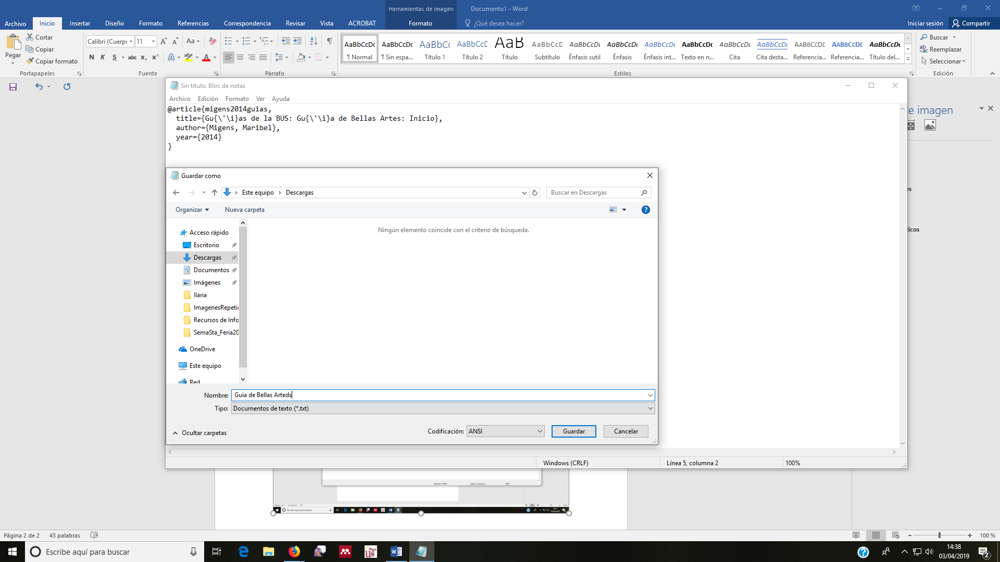 Herramientas de imagen
Documento1 - Word
Archivo Inicio Insertar Diseño Formato Referencias Correspondencia Revisar Vista ACROBAT Formato ¿Qué desea hacer? Iniciar sesión Compartir
Pegar
Cortar
Copiar
Copiar formato
Portapapeles
Calibri (Cuerpo 11
N K S abc x₂ x²
Fuente
Párrafo
AaBbCcDc AaBbCcDc AaBbCc AaBbCcD AaB AaBbCcD AaBbCcDc AaBbCcDc AaBbCcDc AaBbCcDc AaBbCcDc AaBbCcDc AABBCCDD AABBCCDD AaBbCcDc
¶ Normal ¶ Sin espa... Título 1 Título 2 Título Subtítulo Énfasis sutil Énfasis Énfasis int... Texto en n... Cita Cita desta... Referencia... Referencia... Título del...
Estilos
Buscar
Reemplazar
Seleccionar
Edición
Sin título: Bloc de notas
Archivo Edición Formato Ver Ayuda
@article{migens2014guias,
title={Gu{\'\i}as de la BUS: Gu{\'\i}a de Bellas Artes: Inicio},
author={Migens, Maribel},
year={2014}
}
e imagen
es
ticos
Guardar como
Este equipo > Descargas
Buscar en Descargas
Organizar Nueva carpeta
Ningún elemento coincide con el criterio de búsqueda.
Acceso rápido
Escritorio
Descargas
Documentos
Imágenes
Ilaria
ImagenesRepetic
Recursos de Info
SemaSta_Feria20
OneDrive
Este equipo
Red
Nombre: Guia de Bellas Arteds
Tipo: Documentos de texto (*.txt)
Ocultar carpetas
Codificación: ANSI
Guardar
Cancelar
Windows (CRLF) Línea 5, columna 2 100%
Página 2 de 2 43 palabras
100 %
Escribe aquí para buscar
14:38
03/04/2019
2